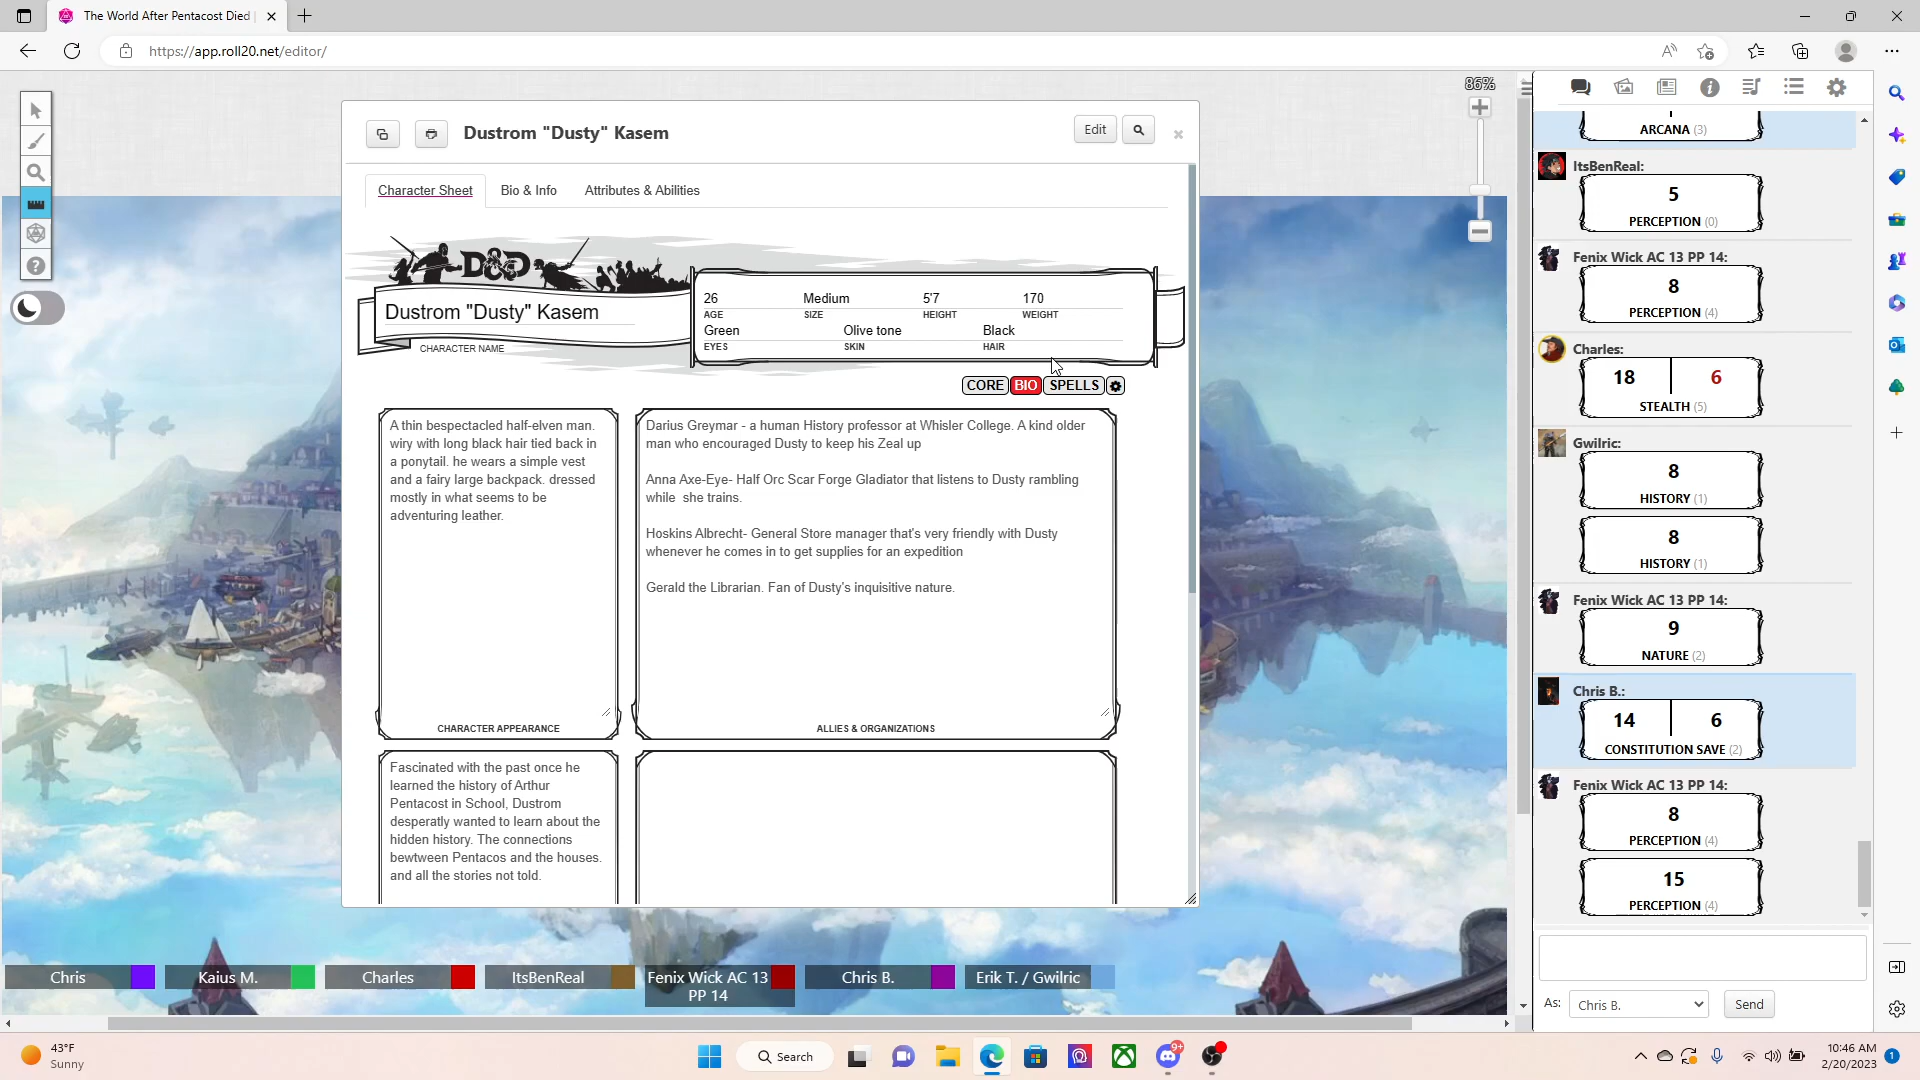 The World After Pentacost Died
https://app.roll20.net/editor/
86%
Dustrom "Dusty" Kasem
Edit
Character Sheet
Bio & Info
Attributes & Abilities
D&D
Dustrom "Dusty" Kasem
CHARACTER NAME
26 Medium 5'7 170
AGE SIZE HEIGHT WEIGHT
Green Olive tone Black
EYES SKIN HAIR
CORE BIO SPELLS
A thin bespectacled half-elven man.
wiry with long black hair tied back in
a ponytail. he wears a simple vest
and a fairy large backpack. dressed
mostly in what seems to be
adventuring leather.
CHARACTER APPEARANCE
Darius Greymar - a human History professor at Whisler College. A kind older
man who encouraged Dusty to keep his Zeal up
Anna Axe-Eye- Half Orc Scar Forge Gladiator that listens to Dusty rambling
while she trains.
Hoskins Albrecht- General Store manager that's very friendly with Dusty
whenever he comes in to get supplies for an expedition
Gerald the Librarian. Fan of Dusty's inquisitive nature.
ALLIES & ORGANIZATIONS
Fascinated with the past once he
learned the history of Arthur
Pentacost in School, Dustrom
desperatly wanted to learn about the
hidden history. The connections
bewtween Pentacos and the houses.
and all the stories not told.
ARCANA (3)
ItsBenReal:
5
PERCEPTION (0)
Fenix Wick AC 13 PP 14:
8
PERCEPTION (4)
Charles:
18 6
STEALTH (5)
Gwilric:
8
HISTORY (1)
8
HISTORY (1)
Fenix Wick AC 13 PP 14:
9
NATURE (2)
Chris B.:
14 6
CONSTITUTION SAVE (2)
Fenix Wick AC 13 PP 14:
8
PERCEPTION (4)
15
PERCEPTION (4)
As: Chris B. Send
Chris
Kaius M.
Charles
ItsBenReal
Fenix Wick AC 13
PP 14
Chris B.
Erik T. / Gwilric
43°F
Sunny
Search
9+
10:46 AM
2/20/2023
1